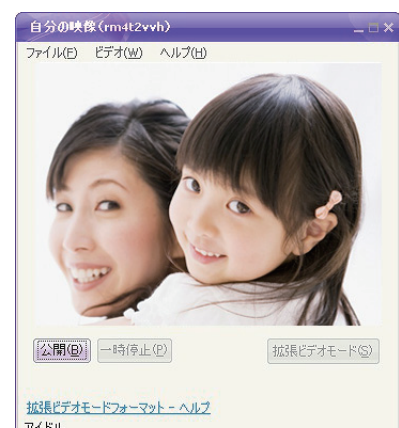 自分の映像(rm4t2vvh)
ファイル(F) ビデオ(W) ヘルプ(H)
公開(B) 一時停止(P) 拡張ビデオモード(S)
拡張ビデオモードフォーマット - ヘルプ
アイドル